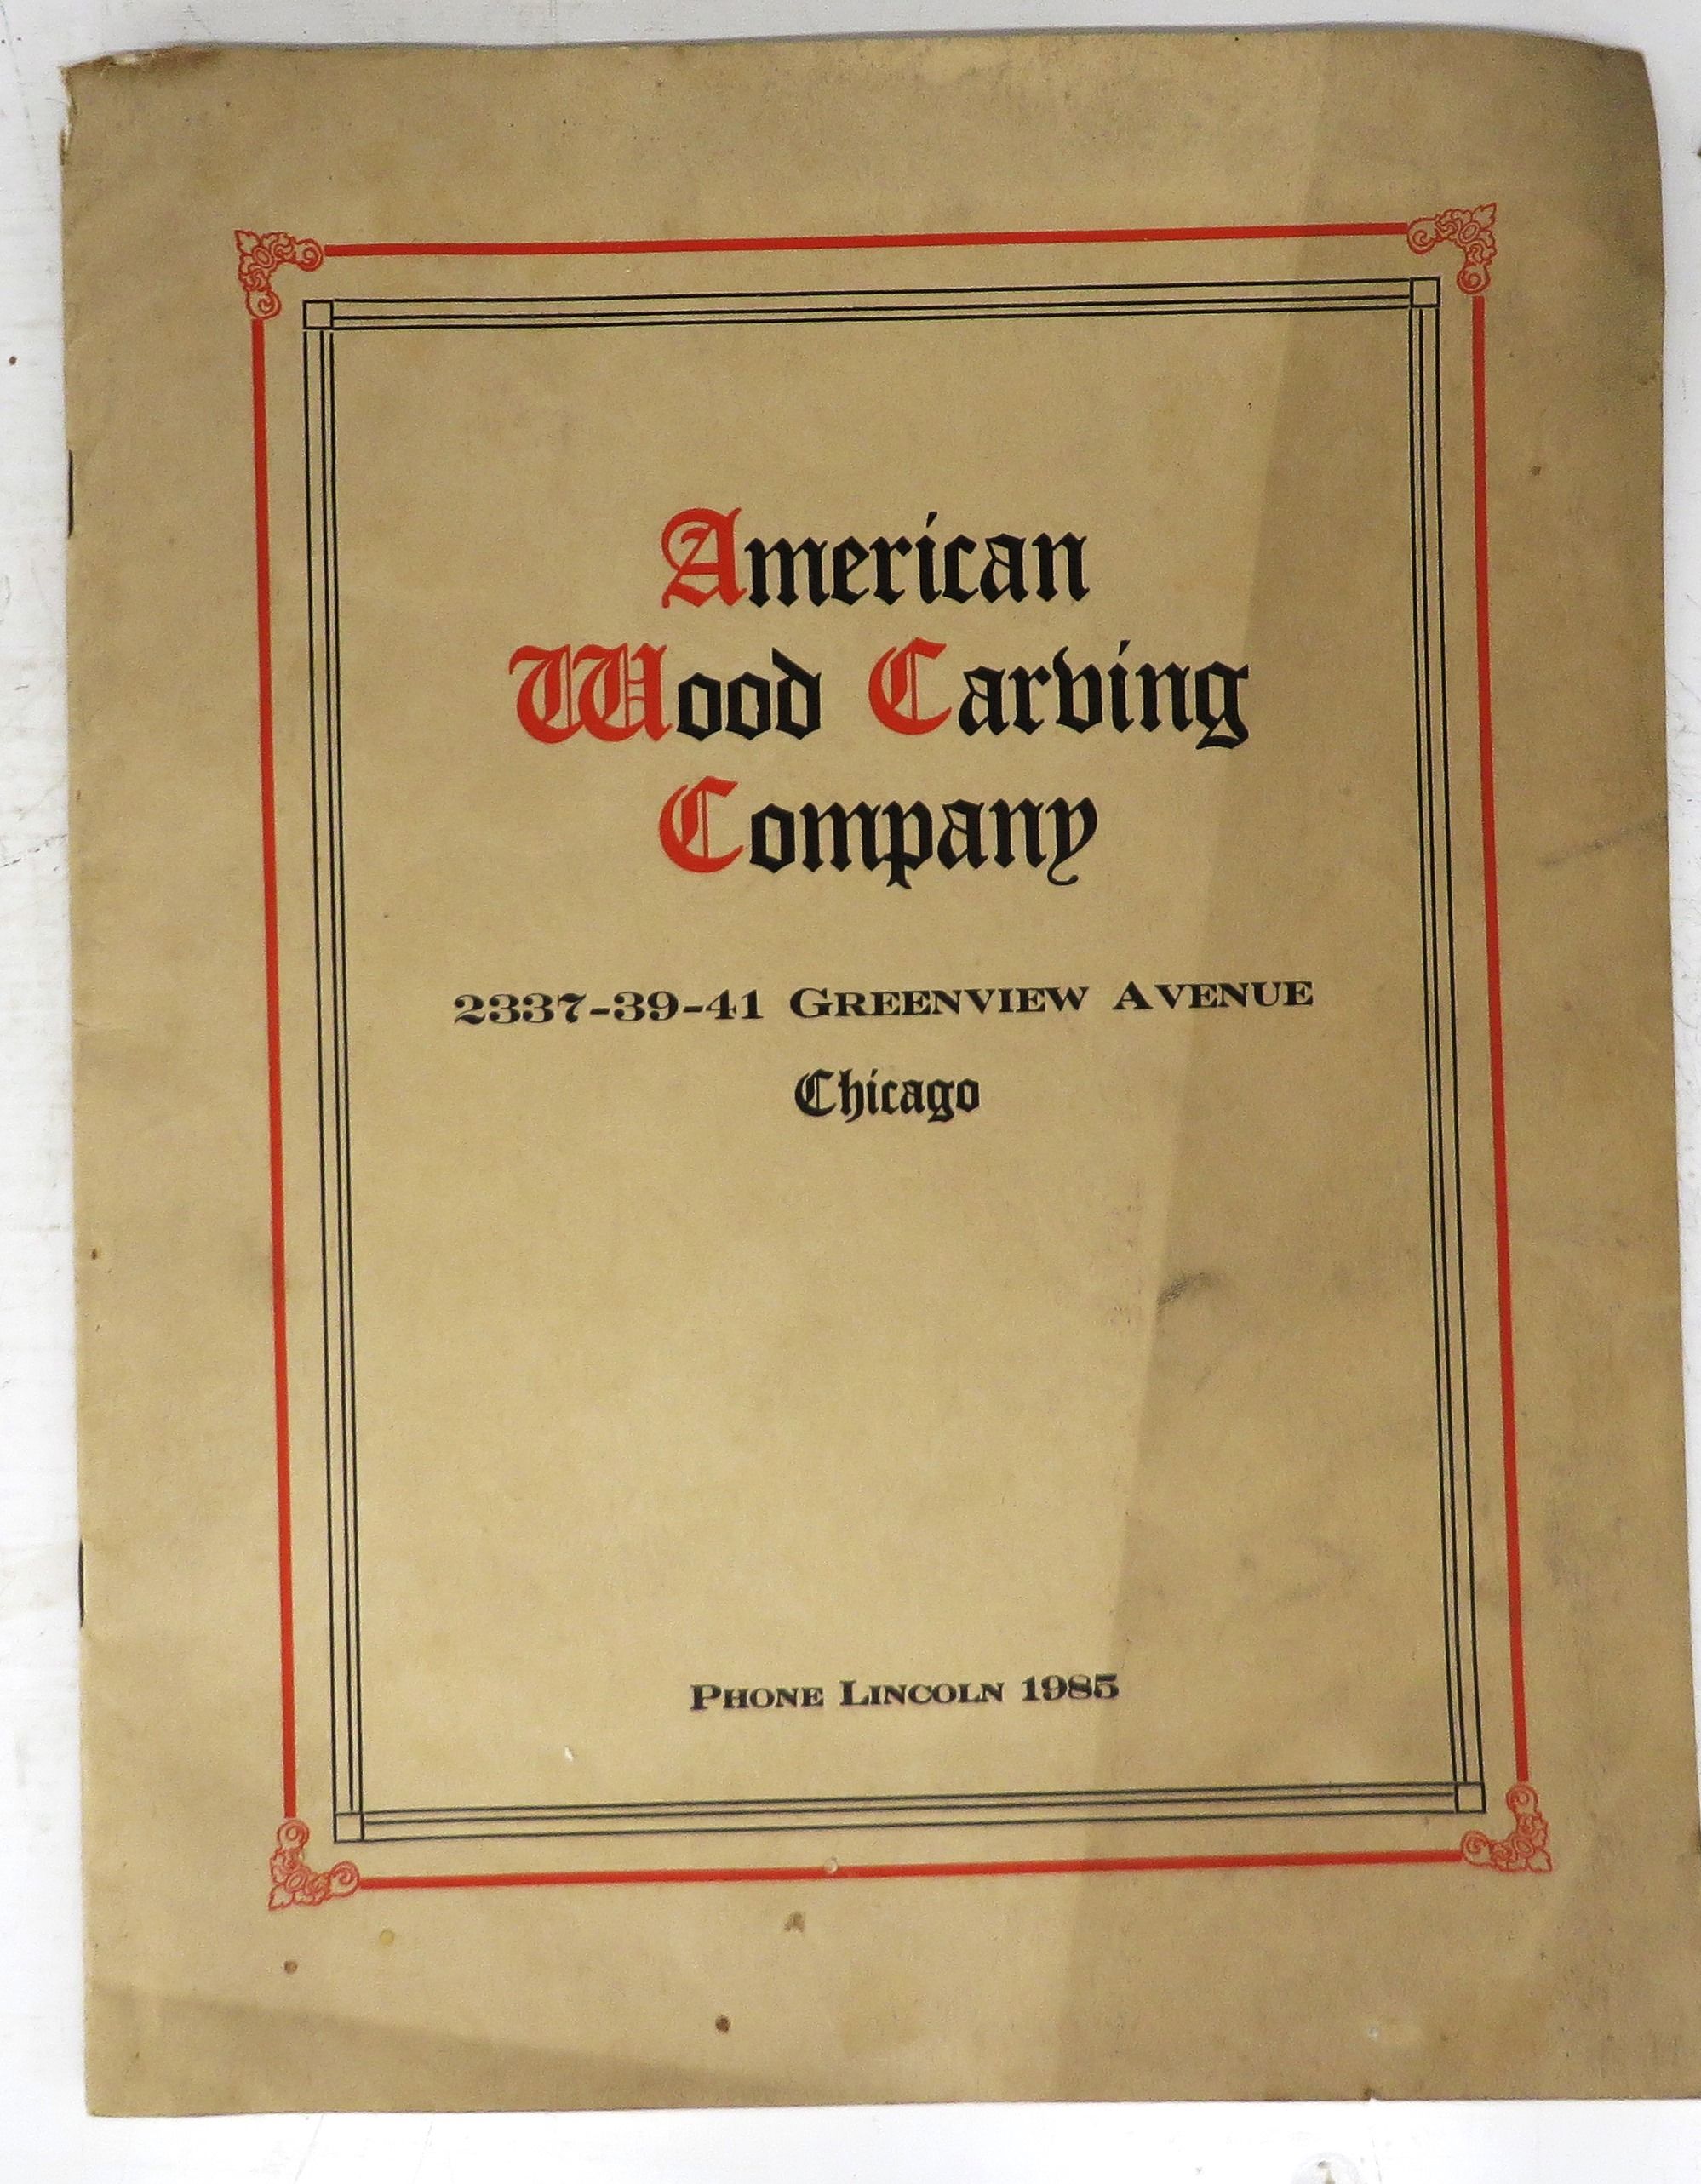 American
Wood Carving
Company
2337-39-41 GREENVIEW AVENUE
Chicago
PHONE LINCOLN 1985